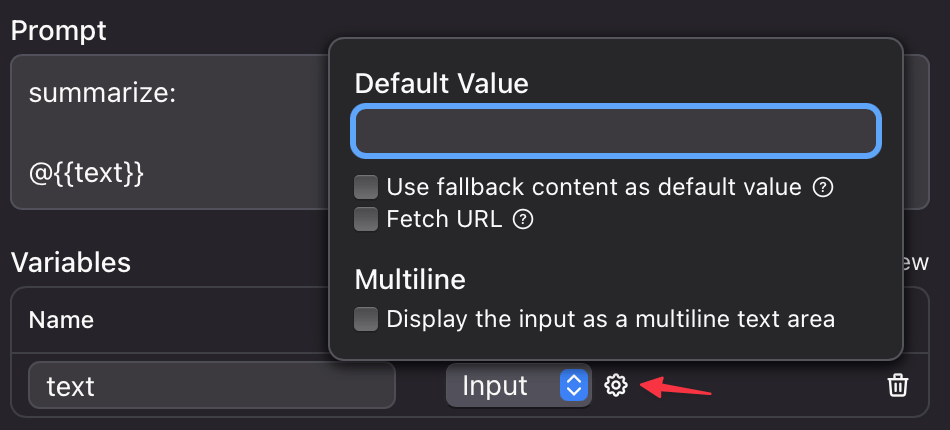 Prompt
summarize:
@{{text}}
Default Value
Use fallback content as default value ?
Fetch URL ?
Multiline
Display the input as a multiline text area
Variables
ew
Name
text
Input